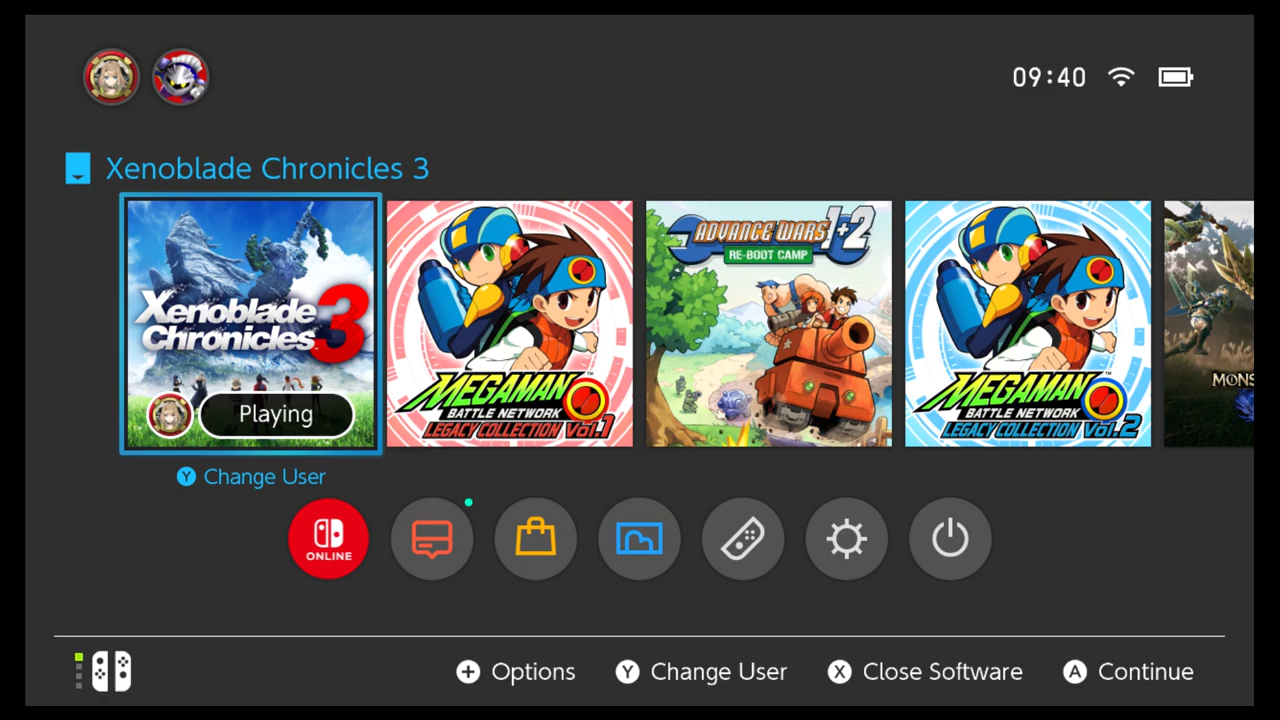 09:40
Xenoblade Chronicles 3
Xenoblade
Chronicles 3
Playing
MEGAMAN
BATTLE NETWORK
LEGACY COLLECTION Vol.1
ADVANCE WARS 1+2
RE-BOOT CAMP
MEGAMAN
BATTLE NETWORK
LEGACY COLLECTION Vol.2
MONS
Y Change User
ONLINE
+ Options Y Change User X Close Software A Continue